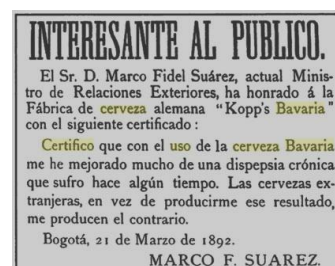 INTERESANTE AL PUBLICO.
El Sr. D. Marco Fidel Suárez, actual Minis-
tro de Relaciones Exteriores, ha honrado á la
Fábrica de cerveza alemana "Kopp's Bavaria"
con el siguiente certificado :
Certifico que con el uso de la cerveza Bavaria
me he mejorado mucho de una dispepsia crónica
que sufro hace algún tiempo. Las cervezas ex-
tranjeras, en vez de producirme ese resultado,
me producen el contrario.
Bogotá, 21 de Marzo de 1892.
MARCO F. SUAREZ.